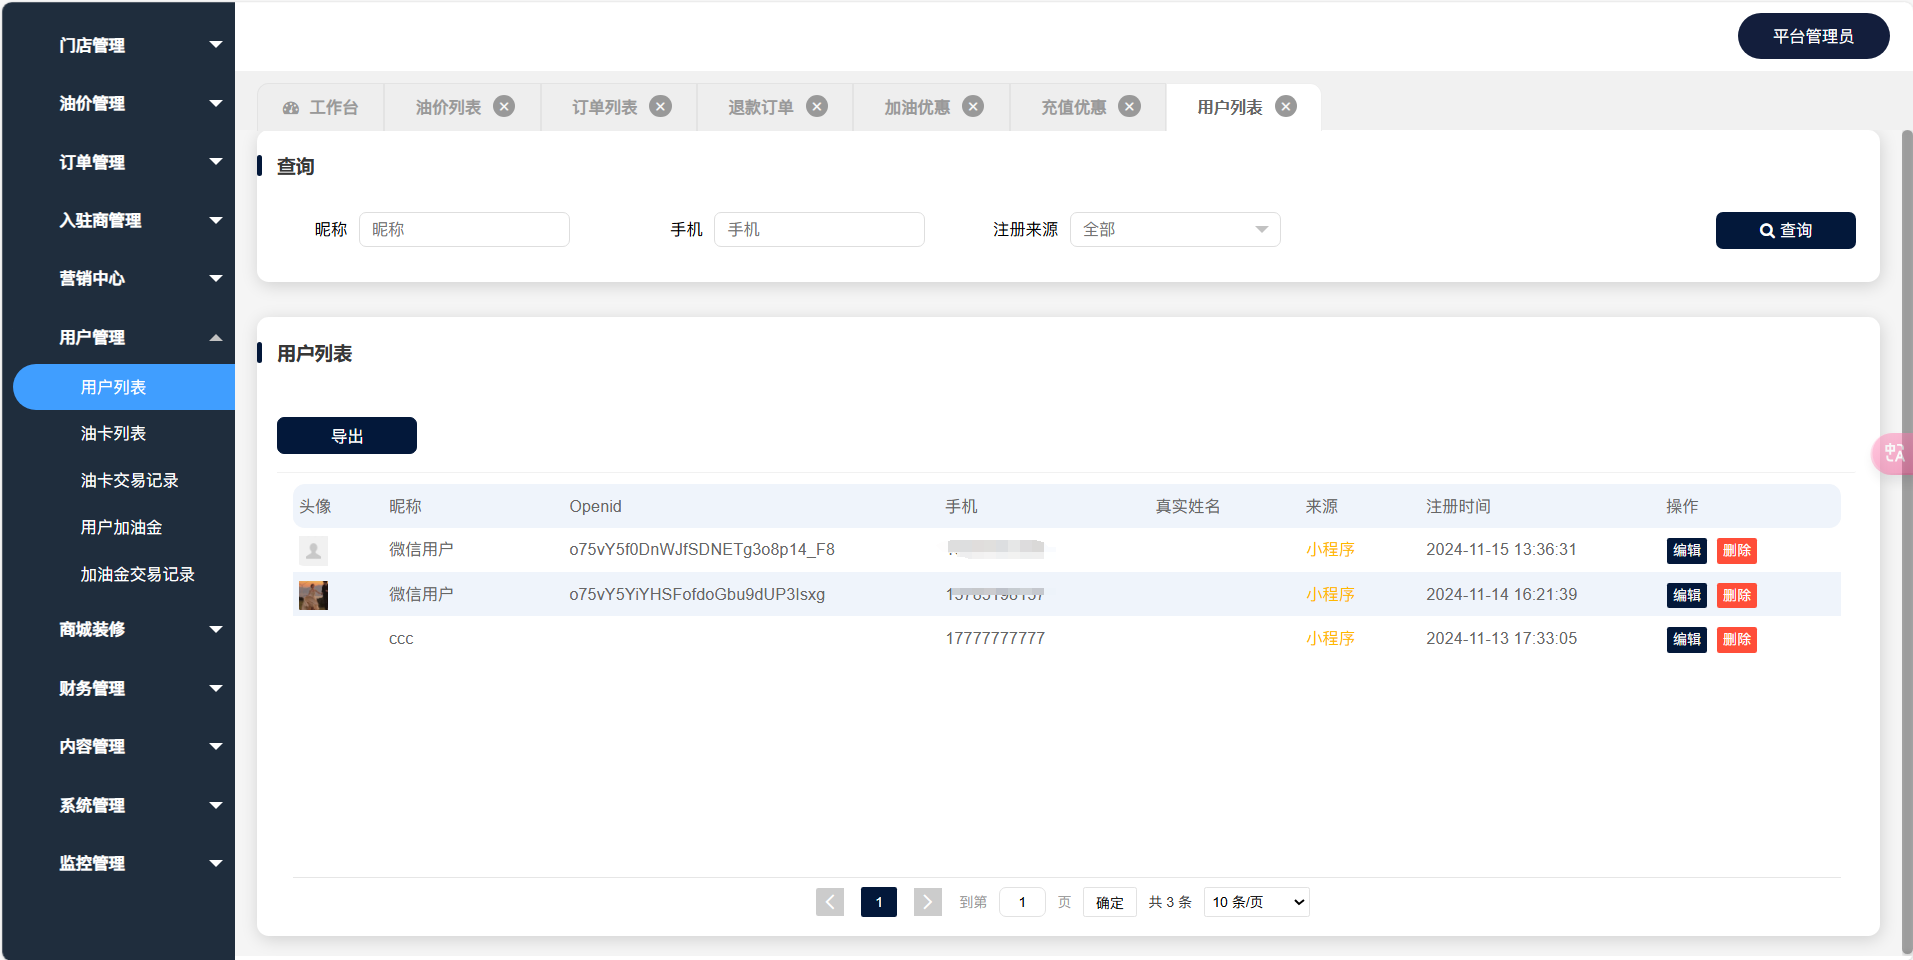 平台管理员
门店管理
油价管理
订单管理
入驻商管理
营销中心
用户管理
用户列表
油卡列表
油卡交易记录
用户加油金
加油金交易记录
商城装修
财务管理
内容管理
系统管理
监控管理
工作台 油价列表 订单列表 退款订单 加油优惠 充值优惠 用户列表
查询
昵称 昵称 手机 手机 注册来源 全部 查询
用户列表
导出
头像 昵称 Openid 手机 真实姓名 来源 注册时间 操作
微信用户 o75vY5f0DnWJfSDNETg3o8p14_F8 小程序 2024-11-15 13:36:31 编辑 删除
微信用户 o75vY5YiYHSFofdoGbu9dUP3Isxg 小程序 2024-11-14 16:21:39 编辑 删除
ccc 17777777777 小程序 2024-11-13 17:33:05 编辑 删除
1 到第 1 页 确定 共 3 条 10 条/页